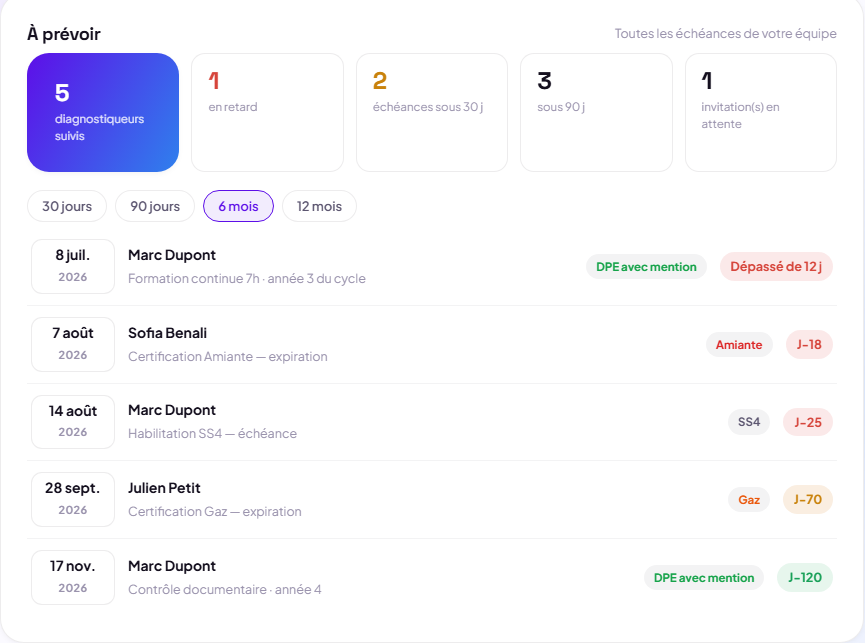 À prévoir
Toutes les échéances de votre équipe
5
diagnostiqueurs
suivis
1
en retard
2
échéances sous 30 j
3
sous 90 j
1
invitation(s) en
attente
30 jours
90 jours
6 mois
12 mois
8 juil.
2026
Marc Dupont
Formation continue 7h · année 3 du cycle
DPE avec mention
Dépassé de 12 j
7 août
2026
Sofia Benali
Certification Amiante — expiration
Amiante
J-18
14 août
2026
Marc Dupont
Habilitation SS4 — échéance
SS4
J-25
28 sept.
2026
Julien Petit
Certification Gaz — expiration
Gaz
J-70
17 nov.
2026
Marc Dupont
Contrôle documentaire · année 4
DPE avec mention
J-120